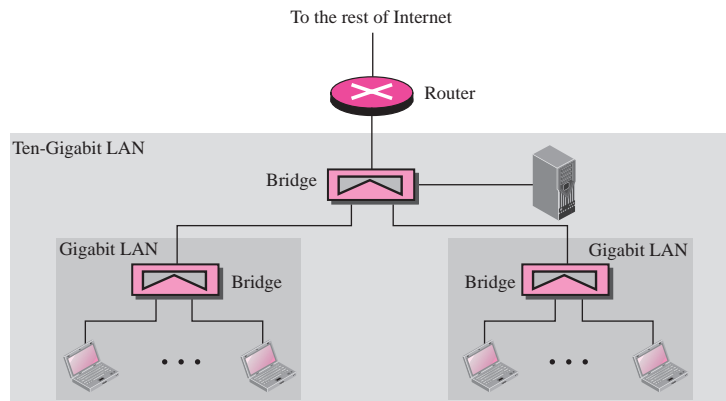 To the rest of Internet
Router
Ten-Gigabit LAN
Bridge
Gigabit LAN
Bridge
Gigabit LAN
Bridge